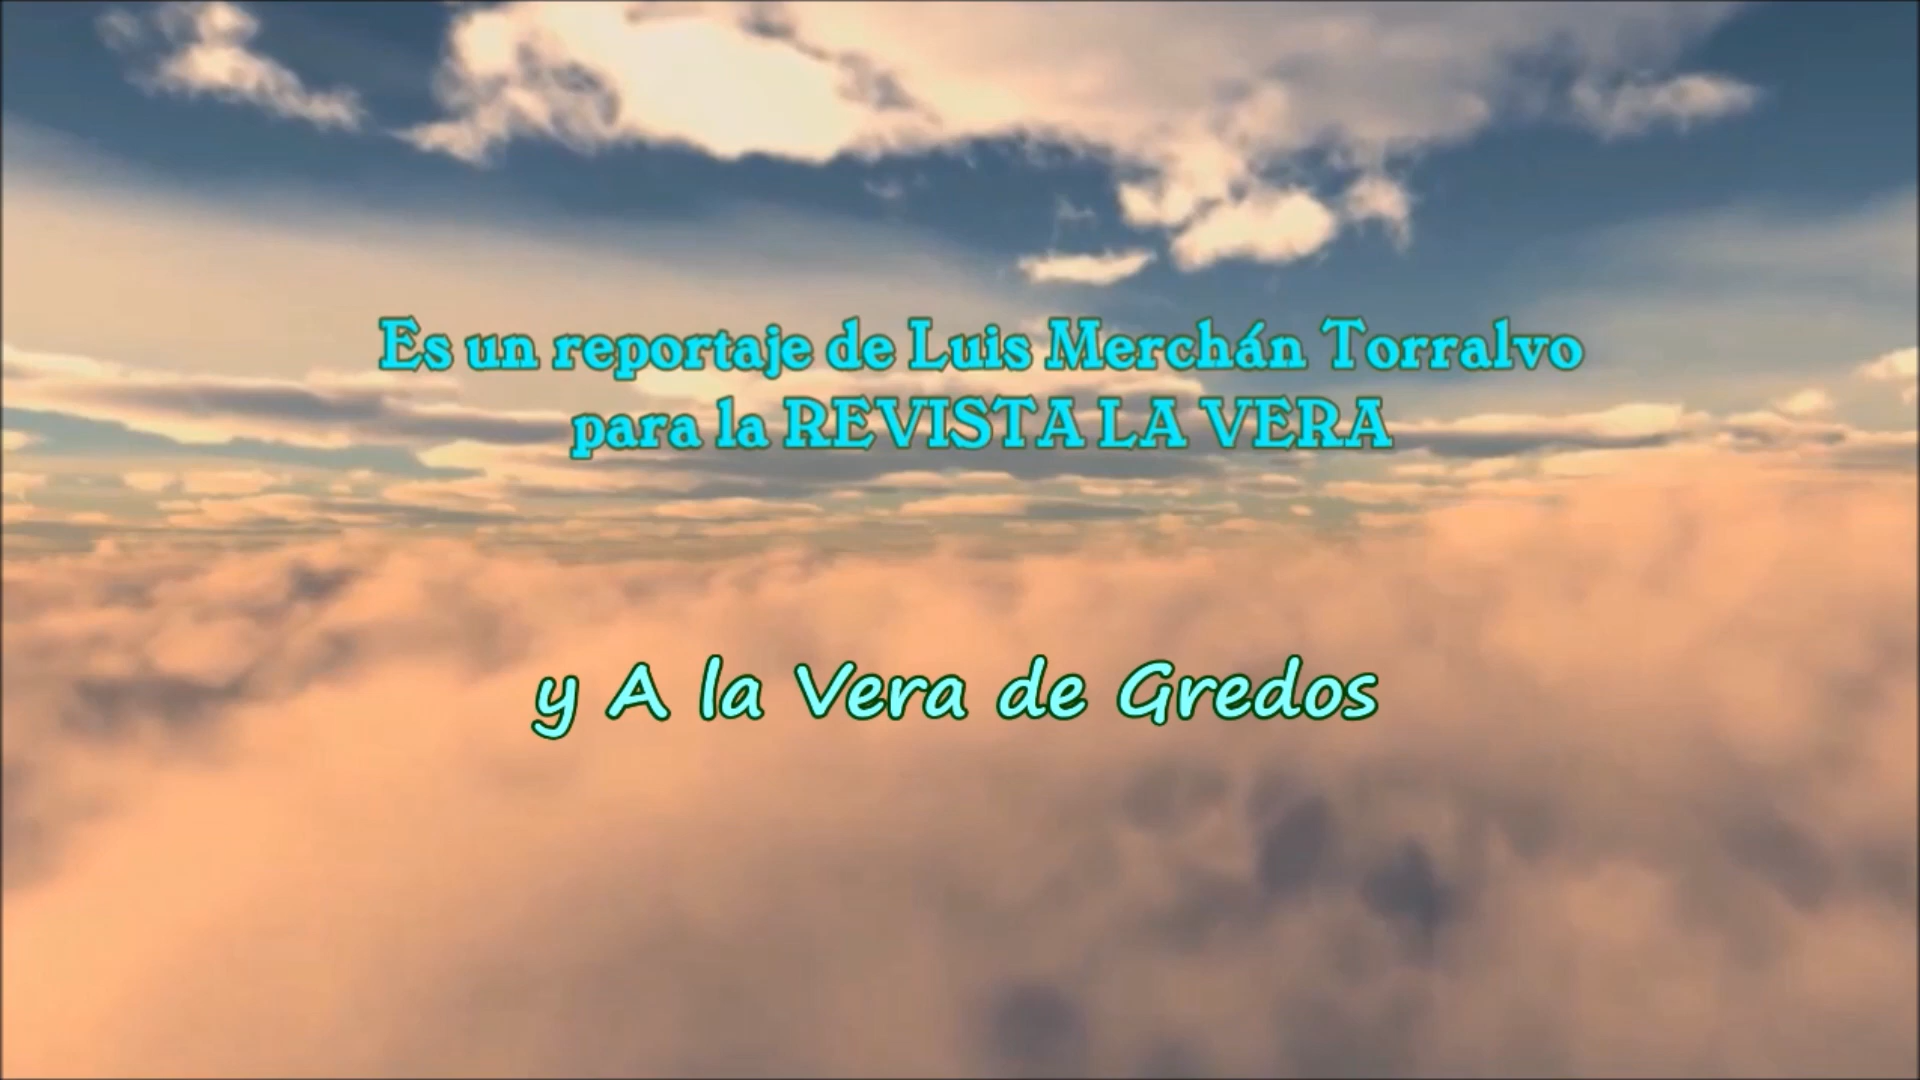 Es un reportaje de Luis Merchán Torralvo
para la REVISTA LA VERA
y A la Vera de Gredos